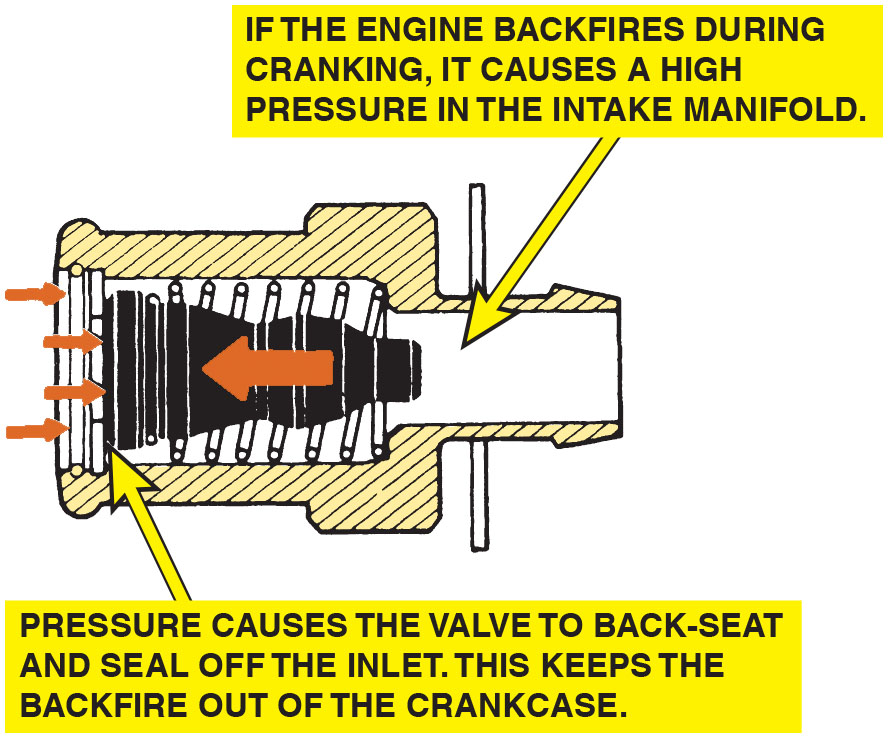 IF THE ENGINE BACKFIRES DURING
CRANKING, IT CAUSES A HIGH
PRESSURE IN THE INTAKE MANIFOLD.
PRESSURE CAUSES THE VALVE TO BACK-SEAT
AND SEAL OFF THE INLET. THIS KEEPS THE
BACKFIRE OUT OF THE CRANKCASE.